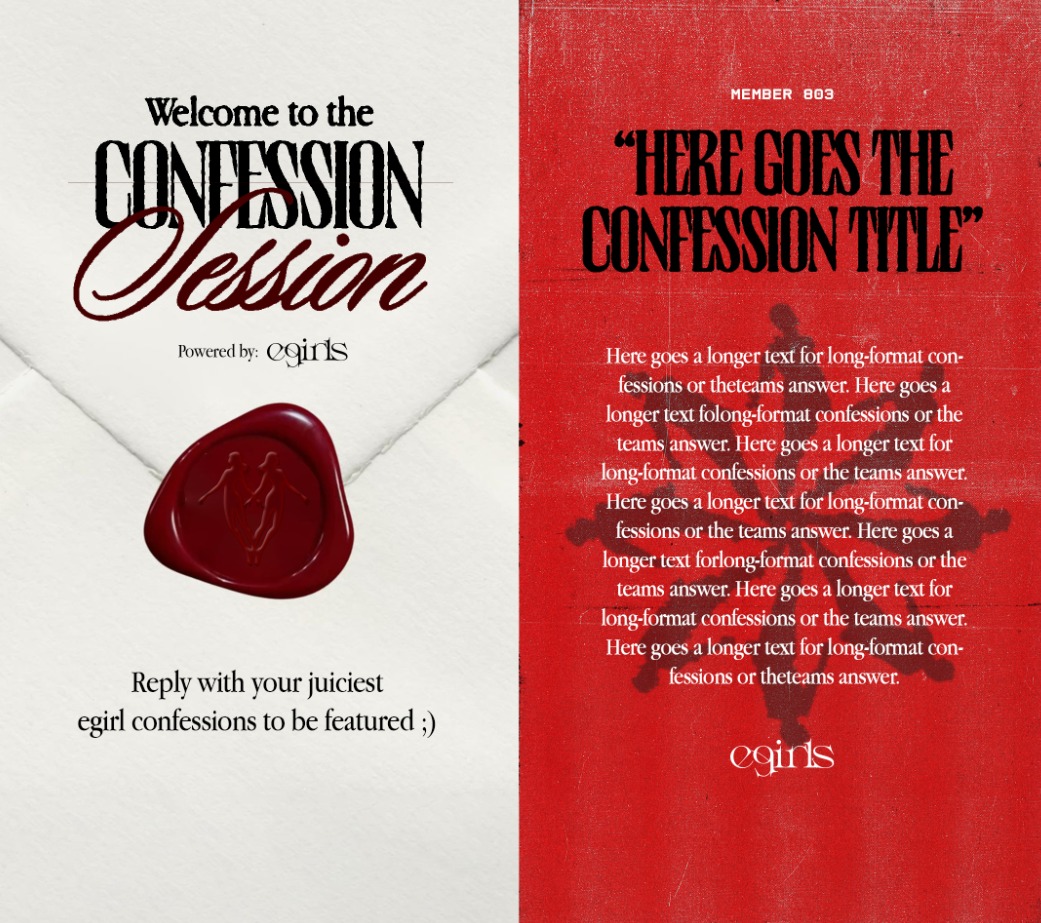 Welcome to the
CONFESSION
Session
Powered by: egirls
Reply with your juiciest
egirl confessions to be featured ;)
MEMBER 803
“HERE GOES THE
CONFESSION TITLE”
Here goes a longer text for long-format con-
fessions or theteams answer. Here goes a
longer text folong-format confessions or the
teams answer. Here goes a longer text for
long-format confessions or the teams answer.
Here goes a longer text for long-format con-
fessions or the teams answer. Here goes a
longer text forlong-format confessions or the
teams answer. Here goes a longer text for
long-format confessions or the teams answer.
Here goes a longer text for long-format con-
fessions or theteams answer.
egirls